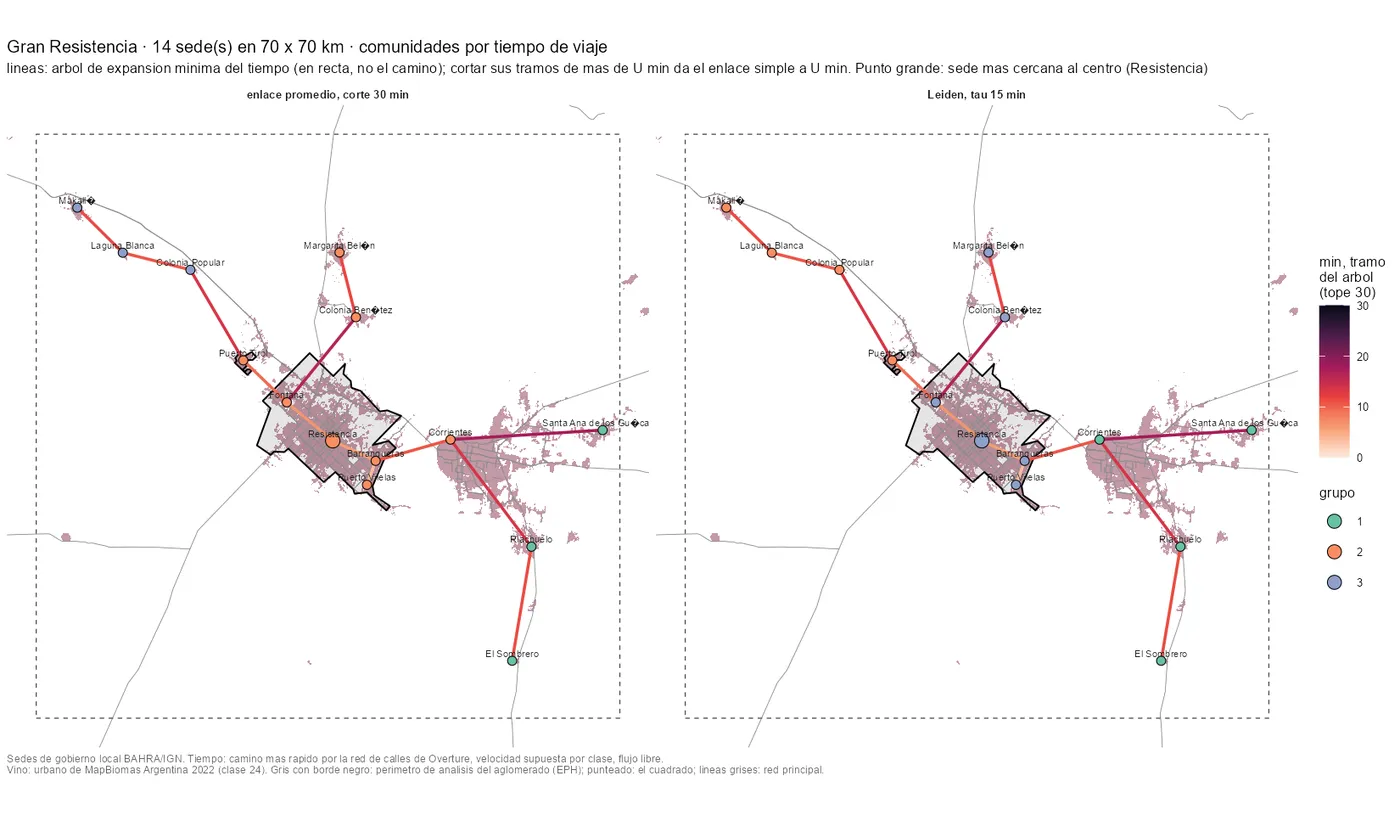 Gran Resistencia · 14 sede(s) en 70 x 70 km · comunidades por tiempo de viaje
lineas: arbol de expansion minima del tiempo (en recta, no el camino); cortar sus tramos de mas de U min da el enlace simple a U min. Punto grande: sede mas cercana al centro (Resistencia)
enlace promedio, corte 30 min
Makall�
Laguna Blanca
Colonia Popular
Margarita Bel�n
Colonia Ben�tez
Puerto Tirol
Fontana
Resistencia
Barranqueras
Puerto Vilelas
Corrientes
Santa Ana de los Gu�ca
Riachuelo
El Sombrero
Leiden, tau 15 min
Makall�
Laguna Blanca
Colonia Popular
Margarita Bel�n
Colonia Ben�tez
Puerto Tirol
Fontana
Resistencia
Barranqueras
Puerto Vilelas
Corrientes
Santa Ana de los Gu�ca
Riachuelo
El Sombrero
min, tramo
del arbol
(tope 30)
30
20
10
0
grupo
1
2
3
Sedes de gobierno local BAHRA/IGN. Tiempo: camino mas rapido por la red de calles de Overture, velocidad supuesta por clase, flujo libre.
Vino: urbano de MapBiomas Argentina 2022 (clase 24). Gris con borde negro: perimetro de analisis del aglomerado (EPH); punteado: el cuadrado; lineas grises: red principal.